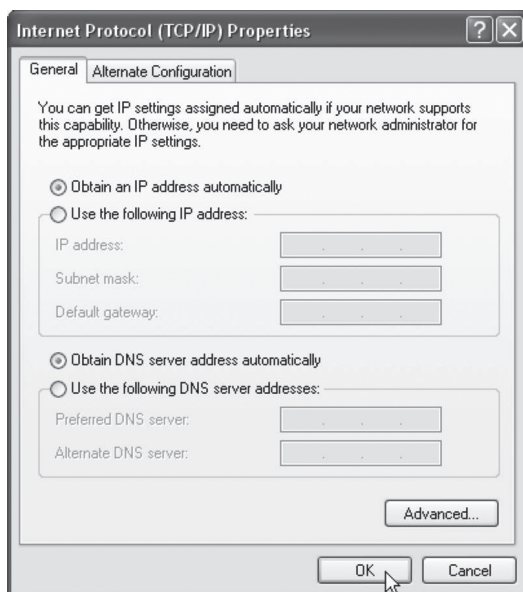 Internet Protocol (TCP/IP) Properties
General
Alternate Configuration
You can get IP settings assigned automatically if your network supports
this capability. Otherwise, you need to ask your network administrator for
the appropriate IP settings.
Obtain an IP address automatically
Use the following IP address:
IP address:
Subnet mask:
Default gateway:
Obtain DNS server address automatically
Use the following DNS server addresses:
Preferred DNS server:
Alternate DNS server:
Advanced...
OK
Cancel